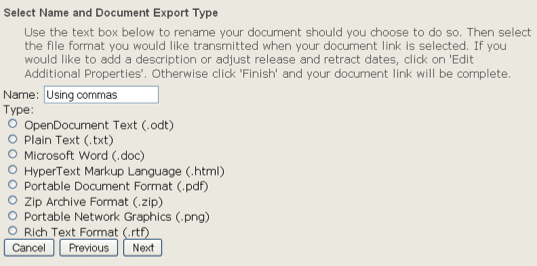 Select Name and Document Export Type
Use the text box below to rename your document should you choose to do so. Then select
the file format you would like transmitted when your document link is selected. If you
would like to add a description or adjust release and retract dates, click on 'Edit
Additional Properties'. Otherwise click 'Finish' and your document link will be complete.
Name: Using commas
Type:
OpenDocument Text (.odt)
Plain Text (.txt)
Microsoft Word (.doc)
HyperText Markup Language (.html)
Portable Document Format (.pdf)
Zip Archive Format (.zip)
Portable Network Graphics (.png)
Rich Text Format (.rtf)
Cancel Previous Next